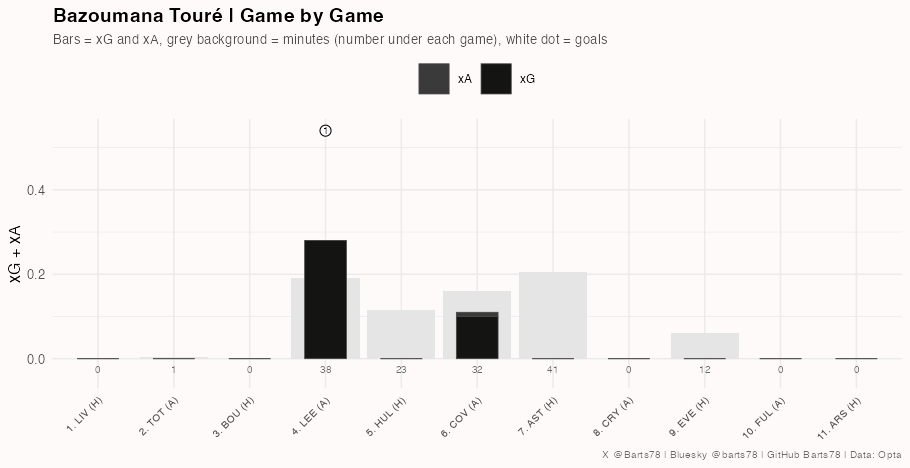 Bazoumana Touré | Game by Game
Bars = xG and xA, grey background = minutes (number under each game), white dot = goals
xA xG
1
0.4
0.2
0.0
xG + xA
0 1 0 38 23 32 41 0 12 0 0
1. LIV (H) 2. TOT (A) 3. BOU (H) 4. LEE (A) 5. HUL (H) 6. COV (A) 7. AST (H) 8. CRY (A) 9. EVE (H) 10. FUL (A) 11. ARS (H)
X @Barts78 | Bluesky @barts78 | GitHub Barts78 | Data: Opta